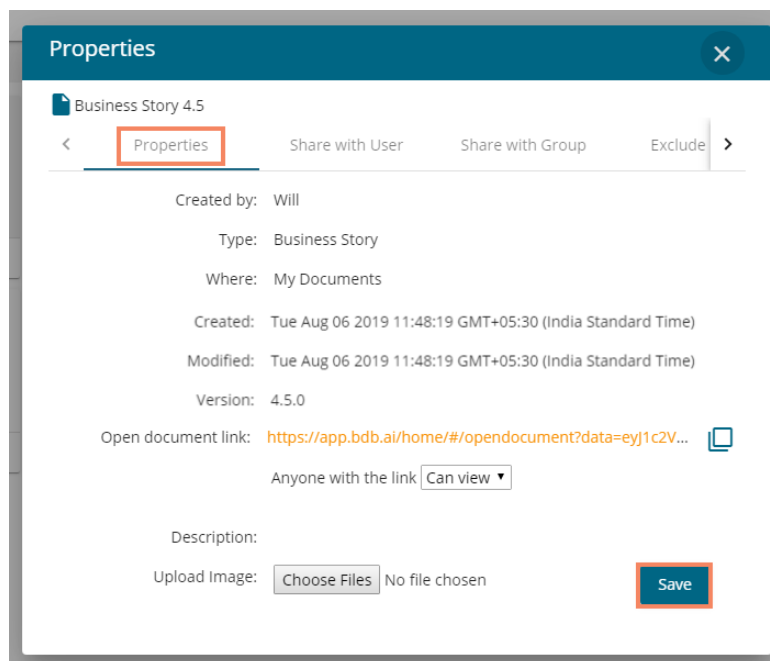 Properties
Business Story 4.5
Properties Share with User Share with Group Exclude
Created by: Will
Type: Business Story
Where: My Documents
Created: Tue Aug 06 2019 11:48:19 GMT+05:30 (India Standard Time)
Modified: Tue Aug 06 2019 11:48:19 GMT+05:30 (India Standard Time)
Version: 4.5.0
Open document link: https://app.bdb.ai/home/#/opendocument?data=eyJ1c2V...
Anyone with the link Can view
Description:
Upload Image: Choose Files No file chosen
Save